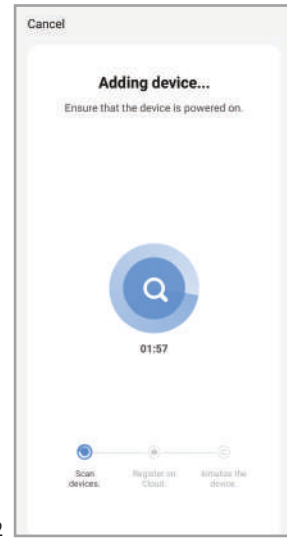 Cancel
Adding device...
Ensure that the device is powered on.
01:57
Scan
devices.
Register on
Cloud.
Initialize the
device.
2